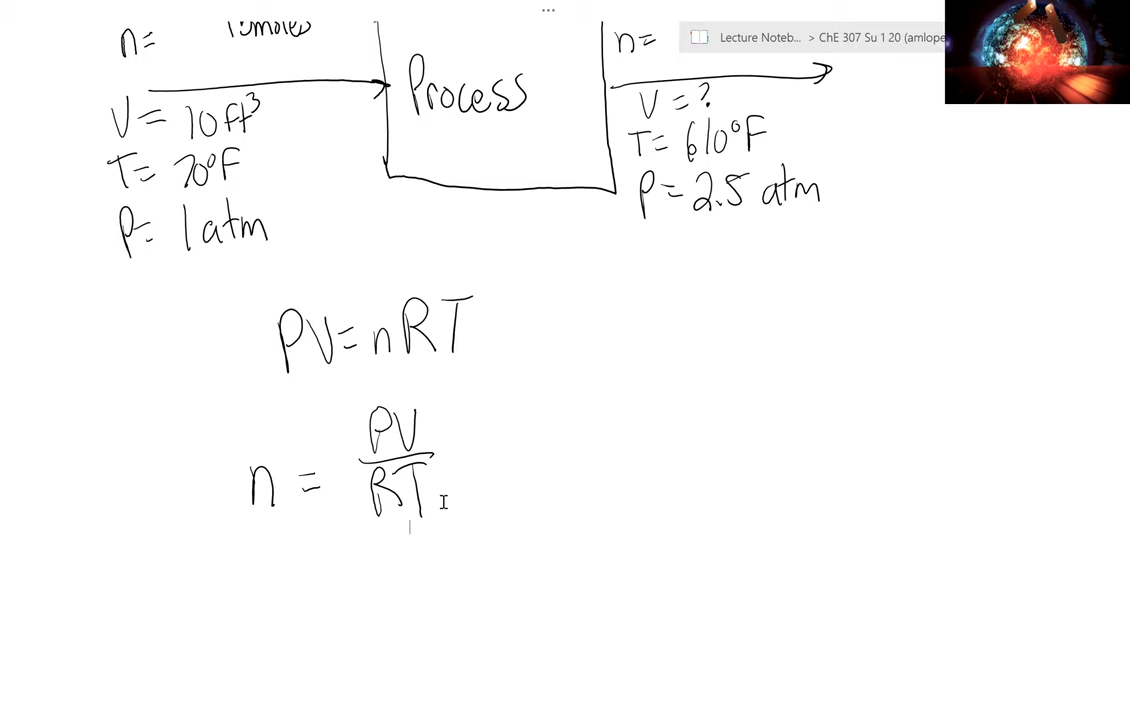 n=
n=
Lecture Noteb... > ChE 307 Su 1 20 (amlope
Process
V = 10 ft³
T= 70°F
P= 1 atm
V = ?
T= 610°F
P= 2.5 atm
PV= nRT
n = PV
RT